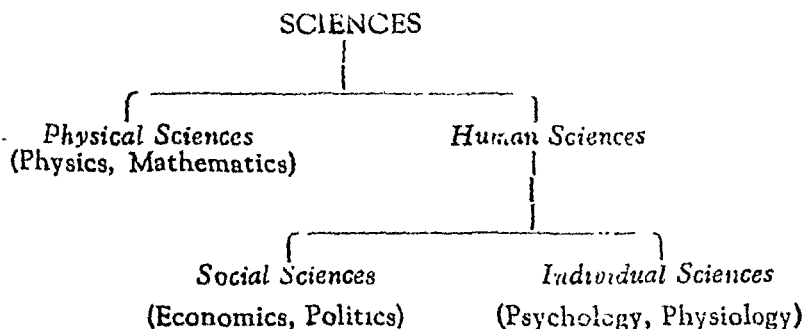 SCIENCES
Physical Sciences Human Sciences
(Physics, Mathematics)
Social Sciences Individual Sciences
(Economics, Politics) (Psychology, Physiology)